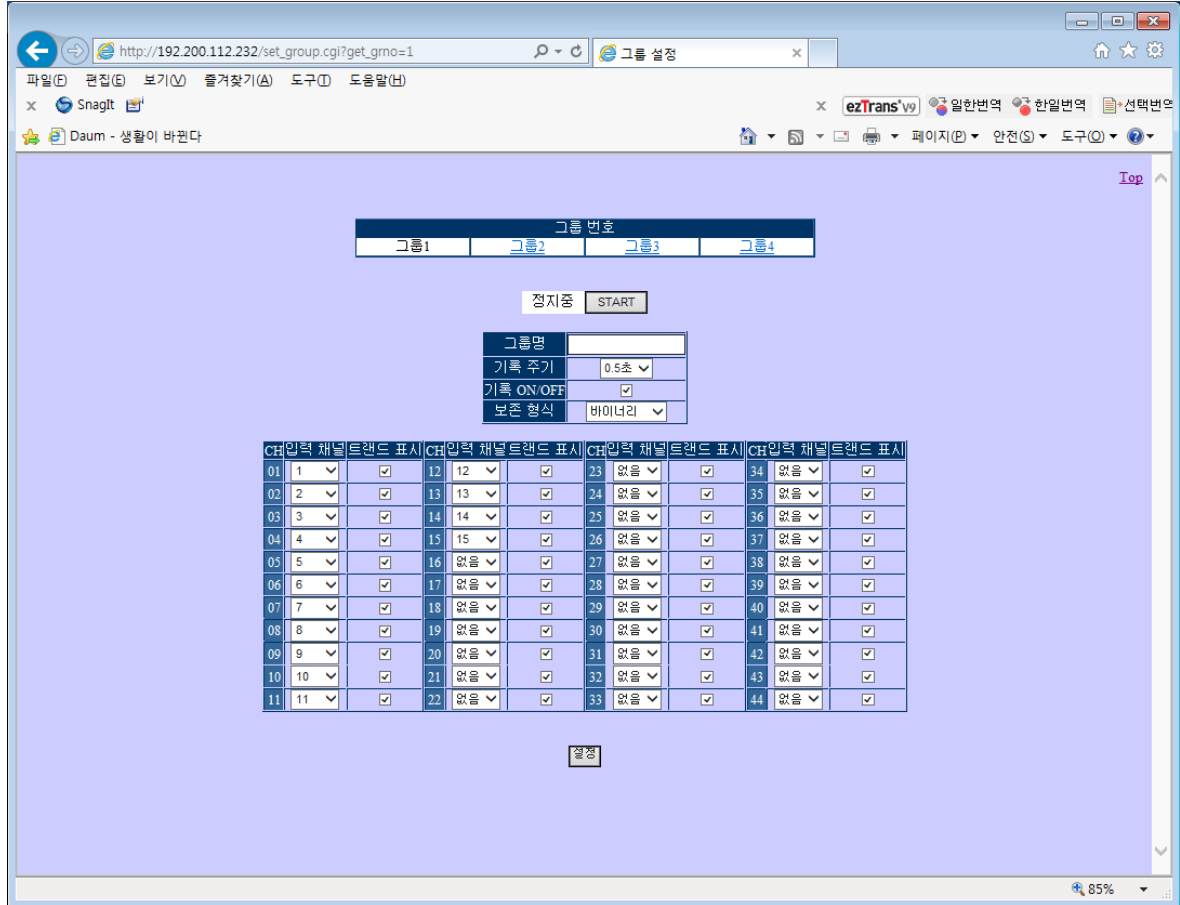 http://192.200.112.232/set_group.cgi?get_grno=1 그룹 설정
파일(F) 편집(E) 보기(V) 즐겨찾기(A) 도구(T) 도움말(H)
x SnagIt x ezTrans'V9 일한번역 한일번역 선택번역
Daum - 생활이 바뀐다 페이지(P) 안전(S) 도구(O)
Top
그룹 번호
그룹1 그룹2 그룹3 그룹4
정지중 START
그룹명
기록 주기 0.5초
기록 ON/OFF
보존 형식 바이너리
CH 입력 채널 트랜드 표시 CH 입력 채널 트랜드 표시 CH 입력 채널 트랜드 표시 CH 입력 채널 트랜드 표시
01 1 12 12 23 없음 34 없음
02 2 13 13 24 없음 35 없음
03 3 14 14 25 없음 36 없음
04 4 15 15 26 없음 37 없음
05 5 16 없음 27 없음 38 없음
06 6 17 없음 28 없음 39 없음
07 7 18 없음 29 없음 40 없음
08 8 19 없음 30 없음 41 없음
09 9 20 없음 31 없음 42 없음
10 10 21 없음 32 없음 43 없음
11 11 22 없음 33 없음 44 없음
설정
85%